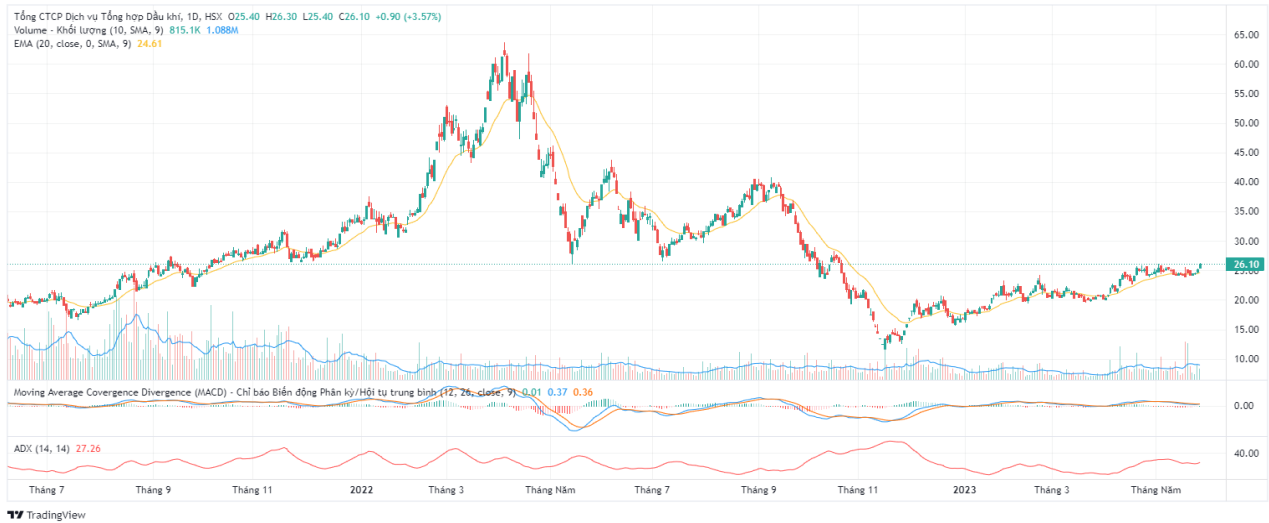 Tổng CTCP Dịch vụ Tổng hợp Dầu khí, 1D, HSX O25.40 H26.30 L25.40 C26.10 +0.90 (+3.57%)
Volume - Khối lượng (10, SMA, 9) 815.1K 1.088M
EMA (20, close, 0, SMA, 9) 24.61
65.00
60.00
55.00
50.00
45.00
40.00
35.00
30.00
26.10
25.00
20.00
15.00
10.00
Moving Average Covergence Divergence (MACD) - Chỉ báo Biến động Phân kỳ/Hội tụ trung bình (12, 26, close, 9) 0.01 0.37 0.36
0.00
ADX (14, 14) 27.26
40.00
Tháng 7 Tháng 9 Tháng 11 2022 Tháng 3 Tháng Năm Tháng 7 Tháng 9 Tháng 11 2023 Tháng 3 Tháng Năm
TradingView